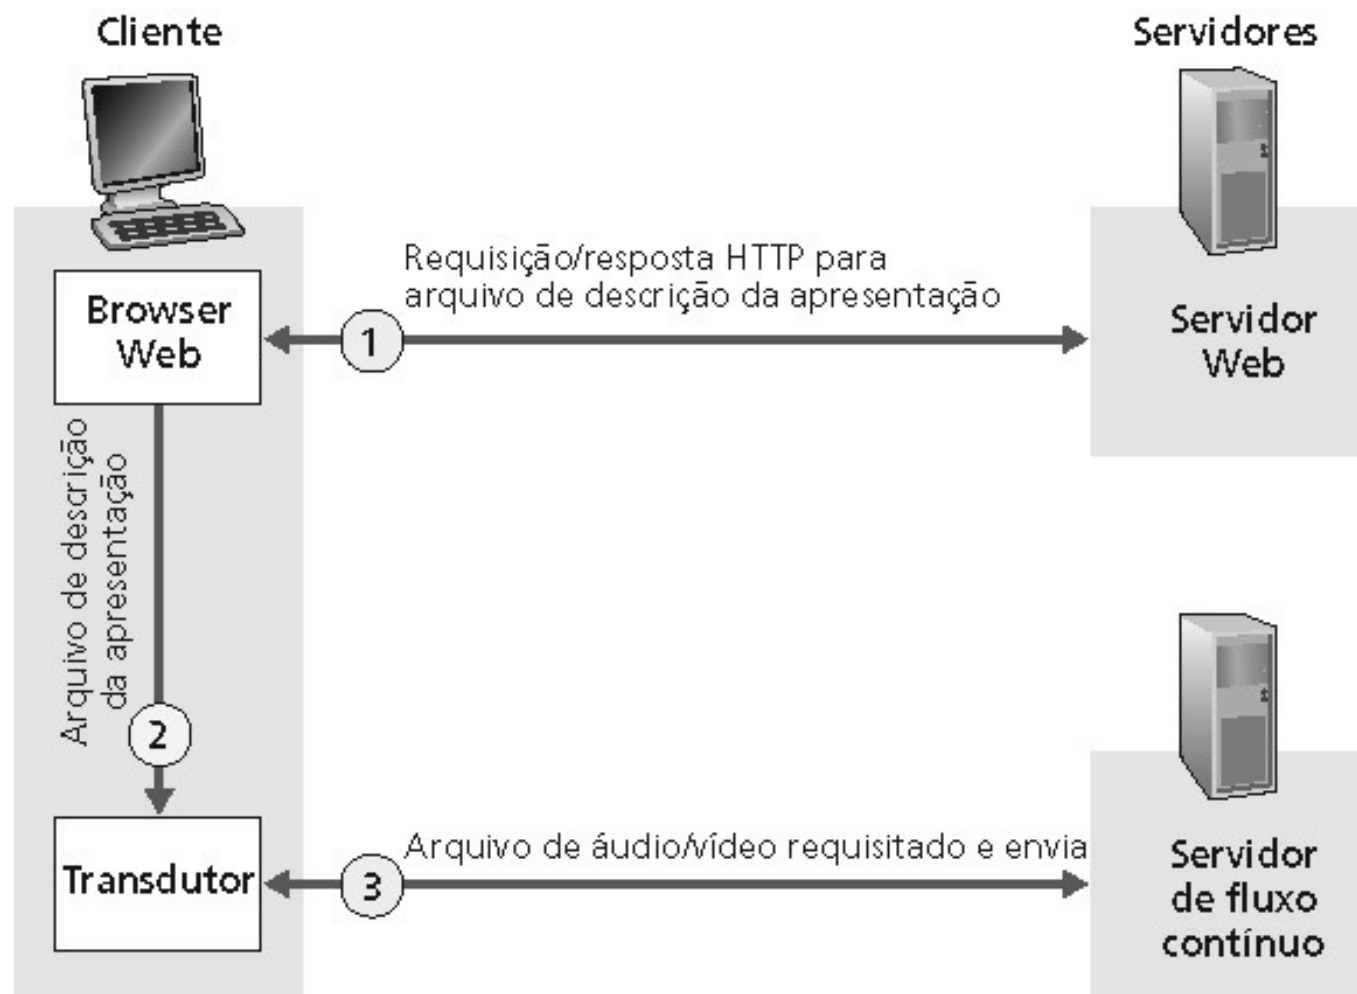 Cliente
Servidores
Requisição/resposta HTTP para
arquivo de descrição da apresentação
Browser
Web
1
Servidor
Web
Arquivo de descrição
da apresentação
2
Transdutor
Arquivo de áudio/vídeo requisitado e envia
3
Servidor
de fluxo
contínuo